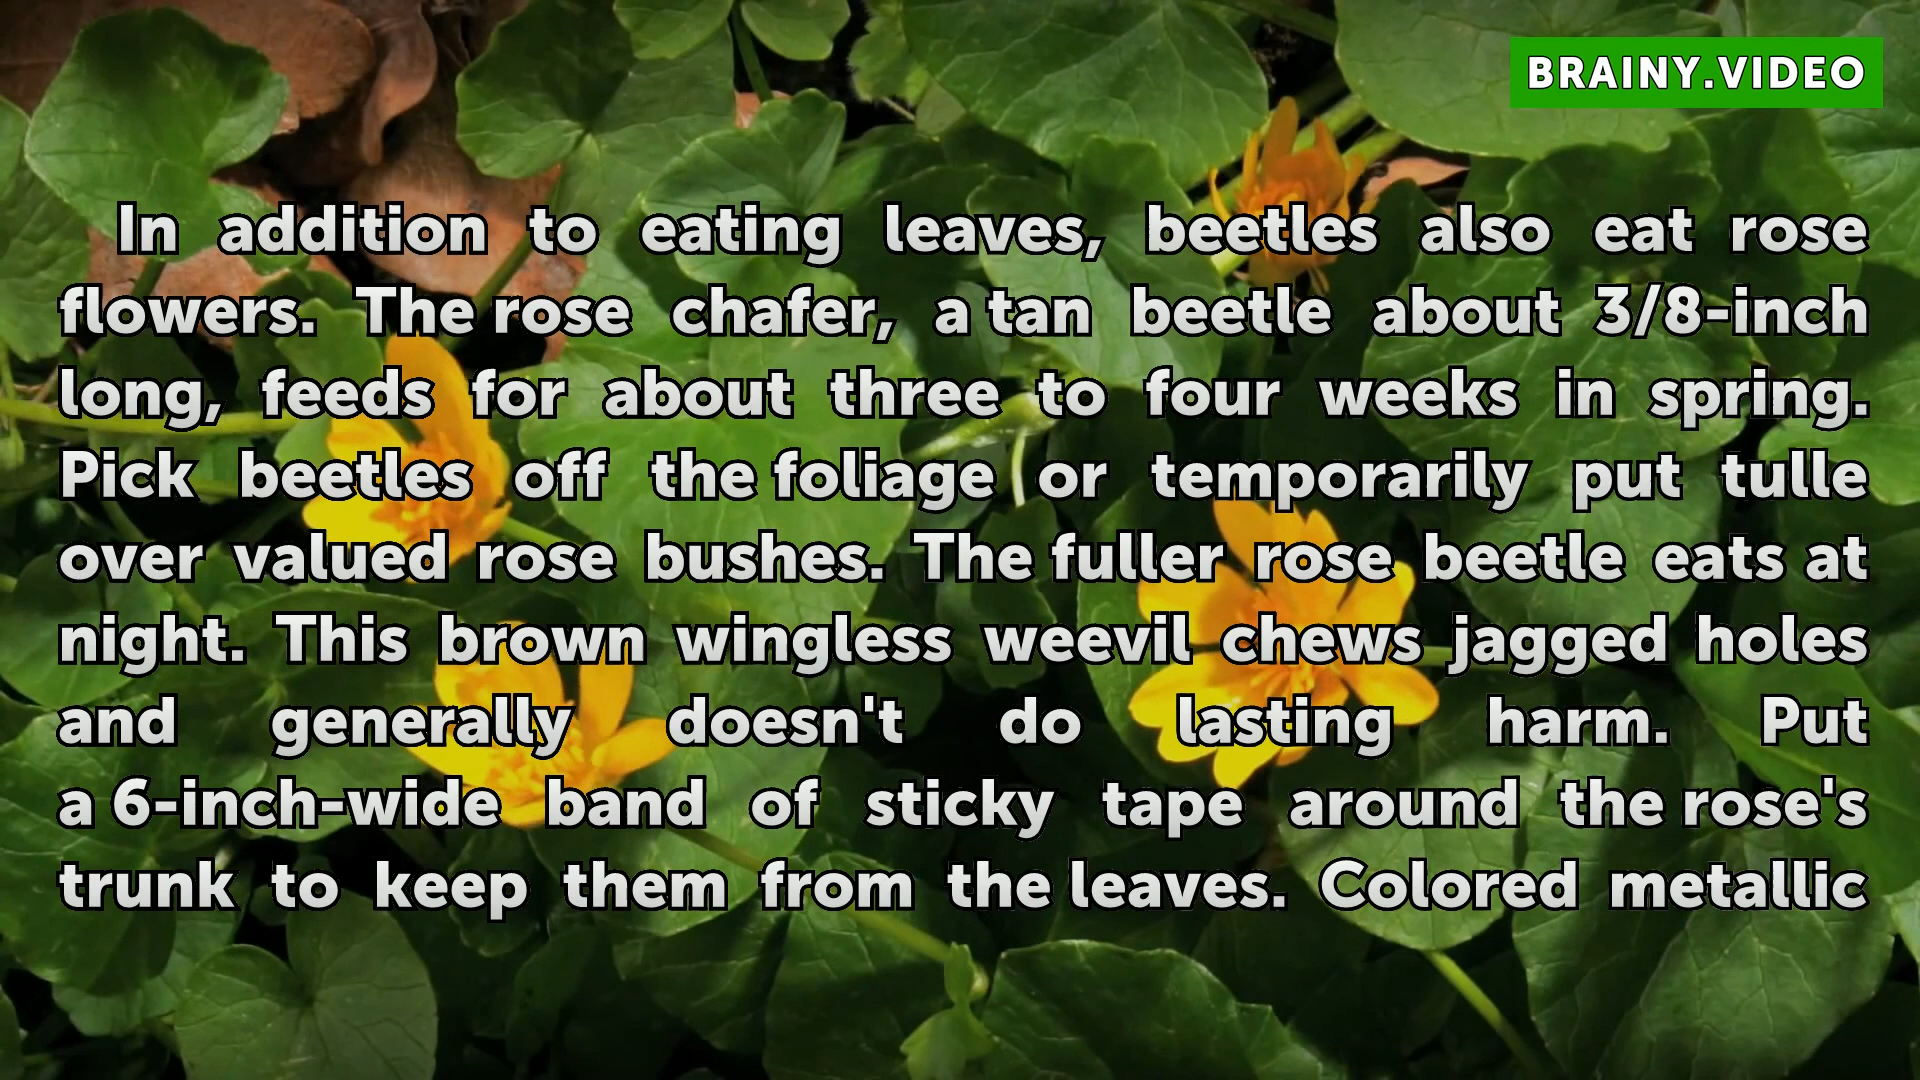 BRAINY.VIDEO
In addition to eating leaves, beetles also eat rose
flowers. The rose chafer, a tan beetle about 3/8-inch
long, feeds for about three to four weeks in spring.
Pick beetles off the foliage or temporarily put tulle
over valued rose bushes. The fuller rose beetle eats at
night. This brown wingless weevil chews jagged holes
and generally doesn't do lasting harm. Put
a 6-inch-wide band of sticky tape around the rose's
trunk to keep them from the leaves. Colored metallic